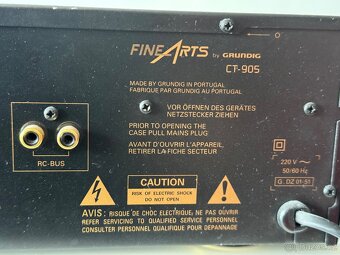 FINE ARTS by GRUNDIG
CT-905
MADE BY GRUNDIG IN PORTUGAL
FABRIQUE PAR GRUNDIG AU PORTUGAL
VOR ÖFFNEN DES GERÄTES
NETZSTECKER ZIEHEN
PRIOR TO OPENING THE
CASE PULL MAINS PLUG
AVANT D'OUVRIR L'APPAREIL,
RETIRER LA FICHE SECTEUR
RC-BUS
220 V ~
50/60 Hz
G DZ 01-51
CAUTION
RISK OF ELECTRIC SHOCK
DO NOT OPEN
AVIS: RISQUE DE CHOC ELECTRIQUE, NE PAS OUVRIR
REFER SERVICING TO QUALIFIED SERVICE PERSONNEL
CONSULTER PERSONNEL QUALIFIE POUR DEPANNAGE